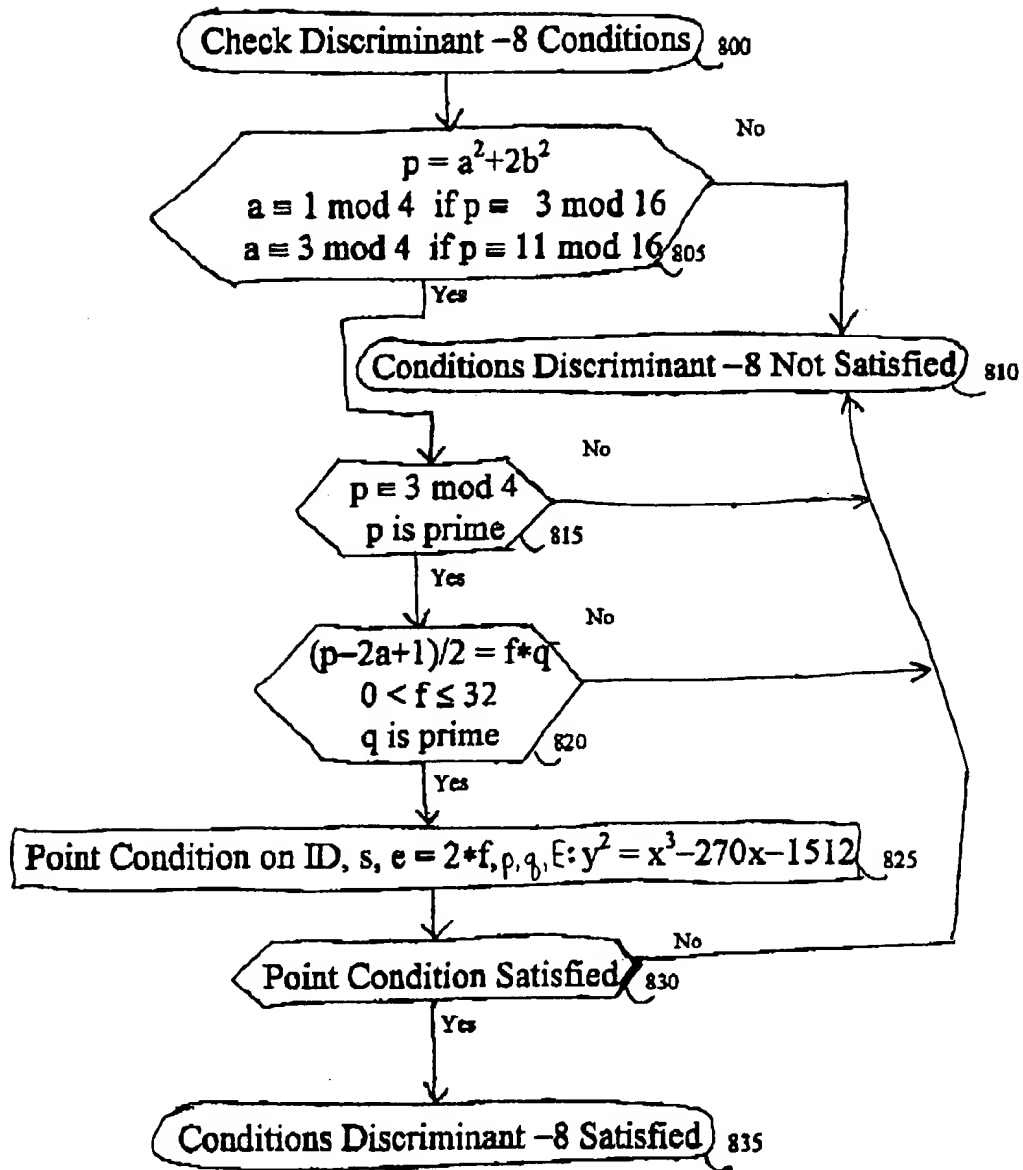 Check Discriminant –8 Conditions 800
No
p = a²+2b²
a ≡ 1 mod 4 if p ≡ 3 mod 16
a ≡ 3 mod 4 if p ≡ 11 mod 16 805
Yes
Conditions Discriminant –8 Not Satisfied 810
No
p ≡ 3 mod 4
p is prime 815
Yes
No
(p–2a+1)/2 = f*q
0 < f ≤ 32
q is prime 820
Yes
Point Condition on ID, s, e = 2*f, p, q, E: y² = x³–270x–1512 825
No
Point Condition Satisfied 830
Yes
Conditions Discriminant –8 Satisfied 835